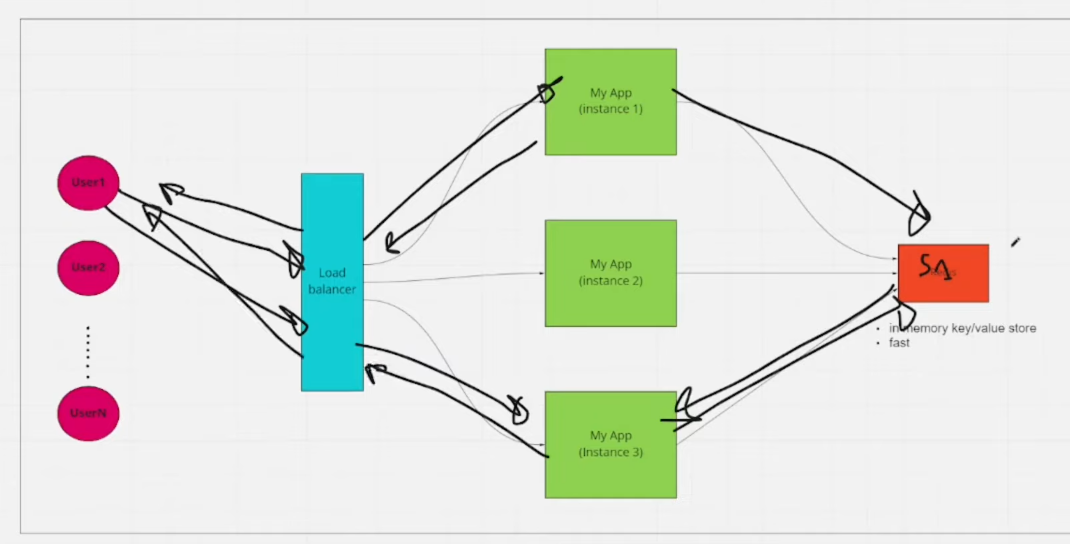 My App
(instance 1)
User1
User2
Load
balancer
My App
(instance 2)
S1
in memory key/value store
fast
UserN
My App
(Instance 3)